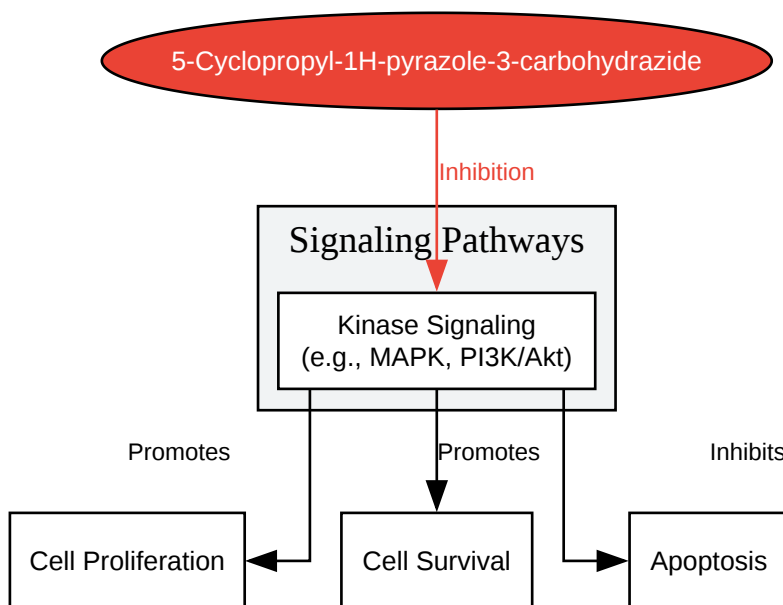 5-Cyclopropyl-1H-pyrazole-3-carbohydrazide
Inhibition
Signaling Pathways
Kinase Signaling
(e.g., MAPK, PI3K/Akt)
Promotes
Promotes
Inhibits
Cell Proliferation
Cell Survival
Apoptosis